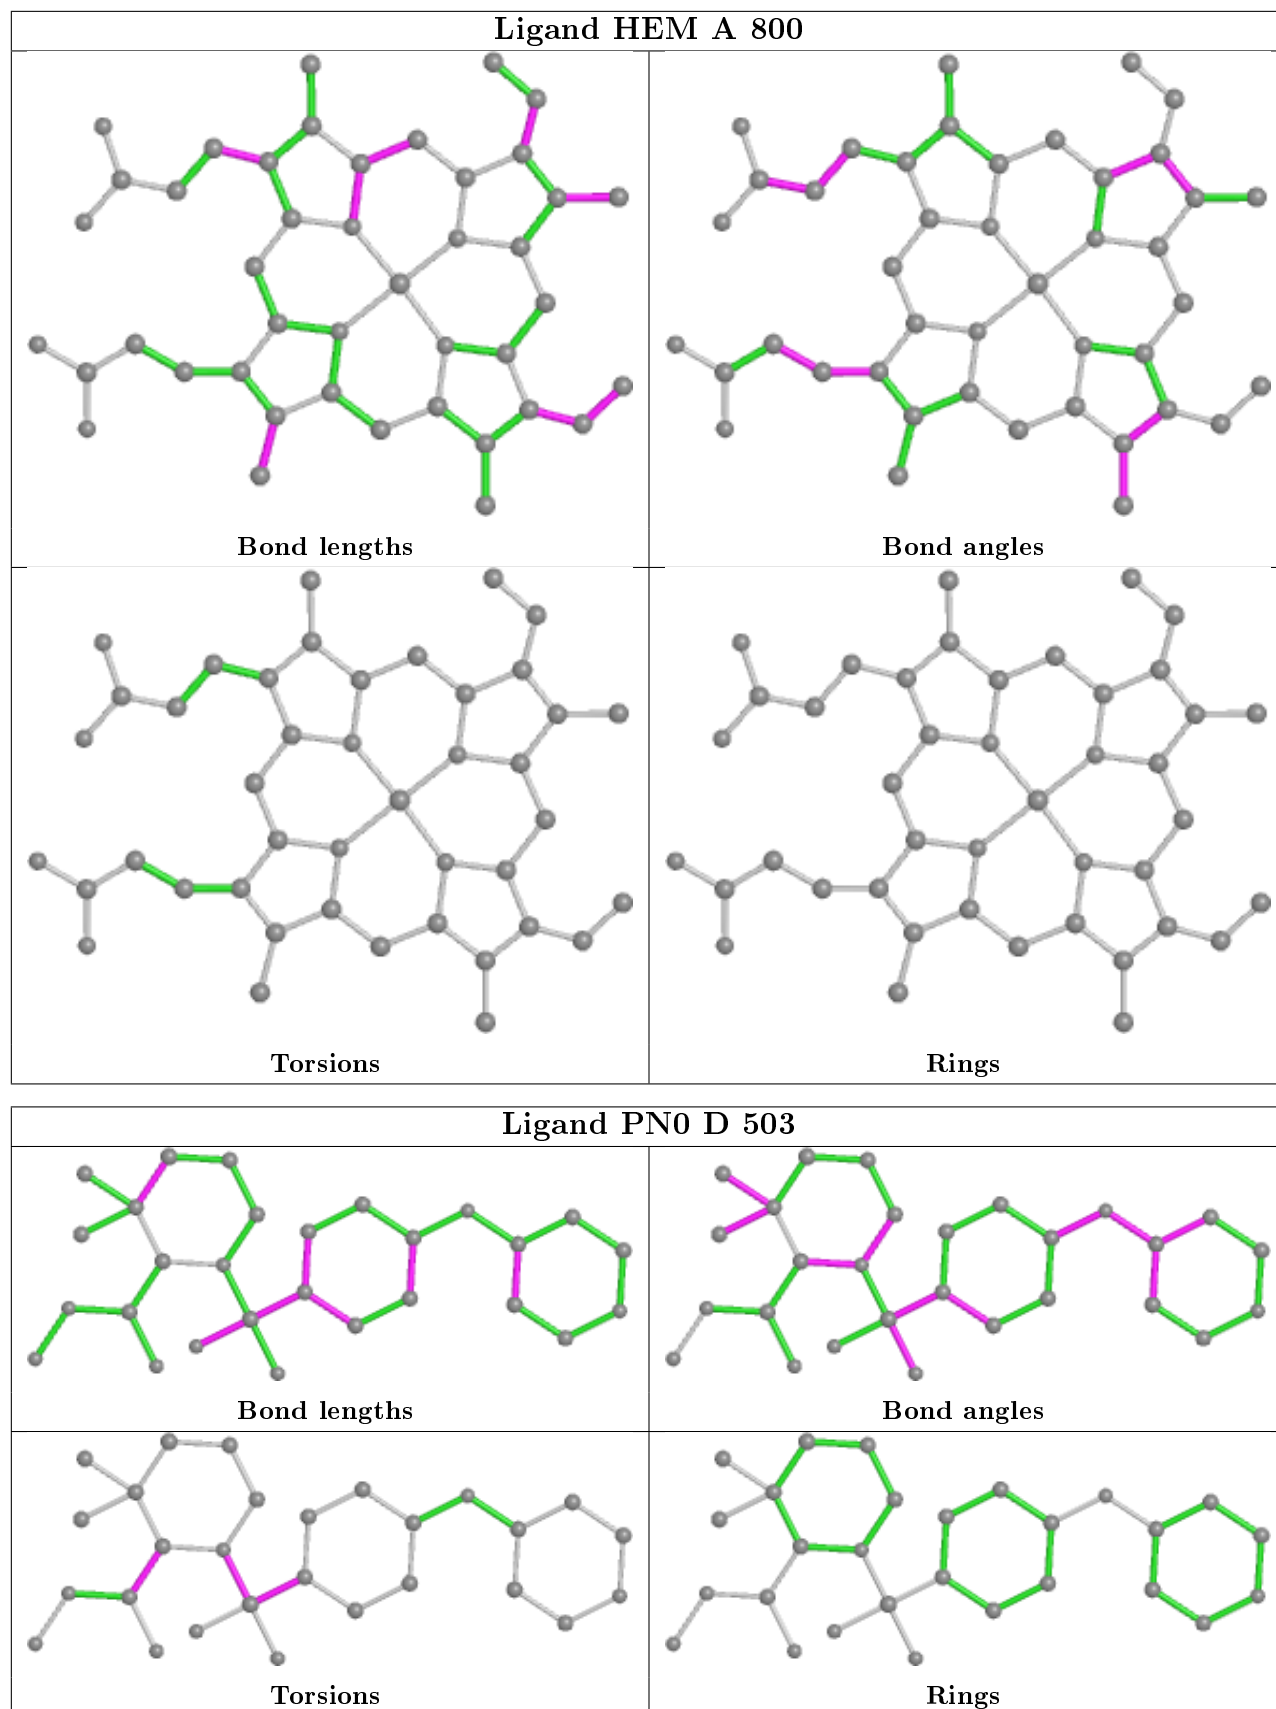 Ligand HEM A 800
Bond lengths
Bond angles
Torsions
Rings
Ligand PN0 D 503
Bond lengths
Bond angles
Torsions
Rings